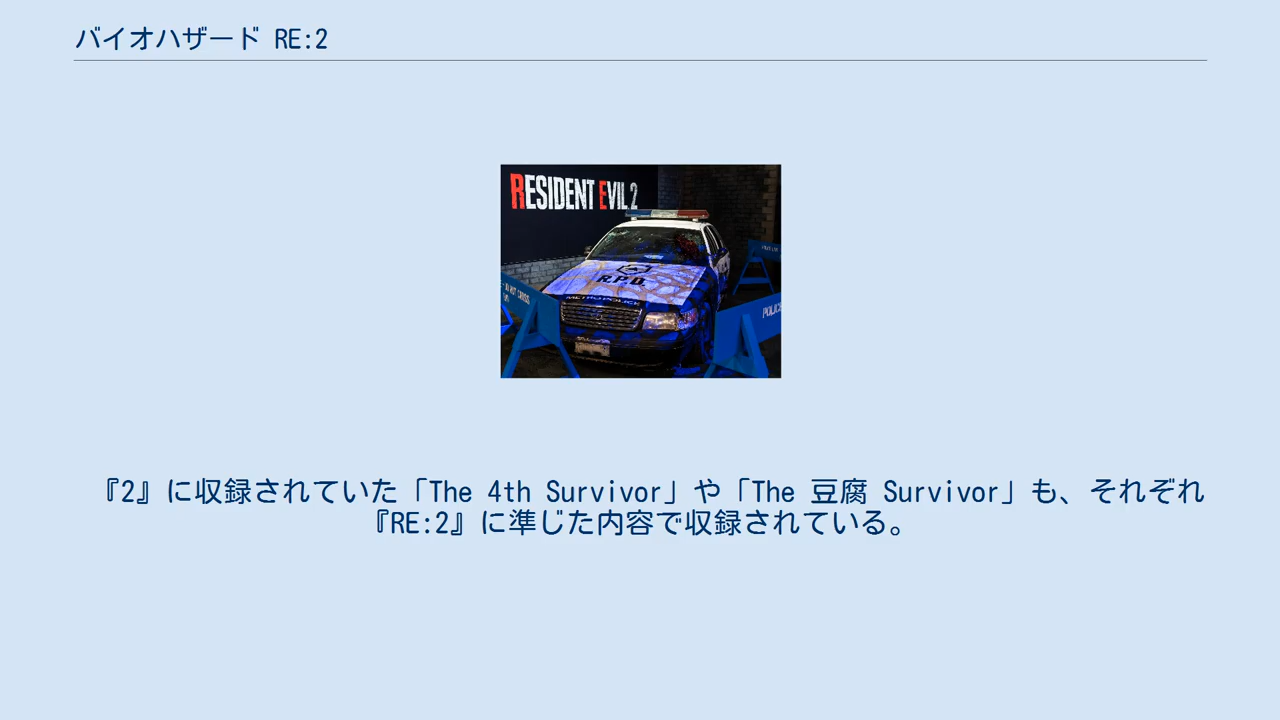 バイオハザード RE:2
RESIDENT EVIL 2
R.P.D.
METRO POLICE
POLICE
『2』に収録されていた「The 4th Survivor」や「The 豆腐 Survivor」も、それぞれ
『RE:2』に準じた内容で収録されている。